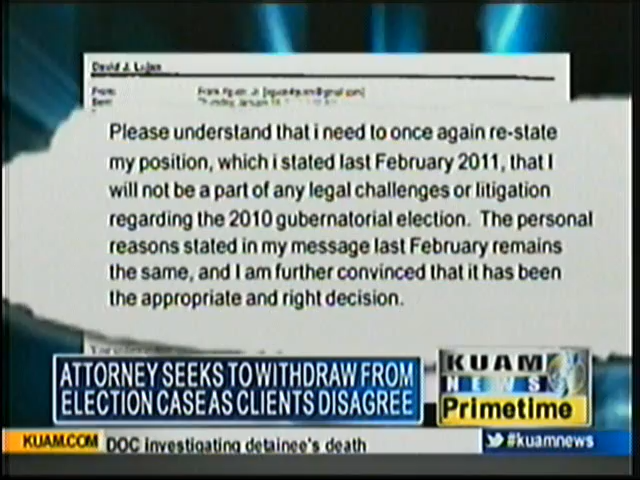 David J. Lujan
From:
Please understand that i need to once again re-state
my position, which i stated last February 2011, that I
will not be a part of any legal challenges or litigation
regarding the 2010 gubernatorial election. The personal
reasons stated in my message last February remains
the same, and I am further convinced that it has been
the appropriate and right decision.
ATTORNEY SEEKS TO WITHDRAW FROM
ELECTION CASE AS CLIENTS DISAGREE
KUAM
NEWS
Primetime
KUAM.COM DOC investigating detainee's death #kuamnews